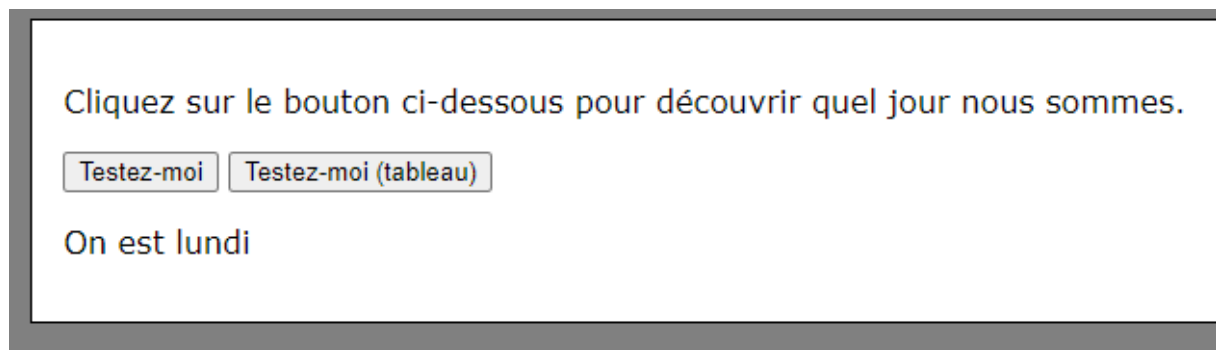 Cliquez sur le bouton ci-dessous pour découvrir quel jour nous sommes.
Testez-moi Testez-moi (tableau)
On est lundi